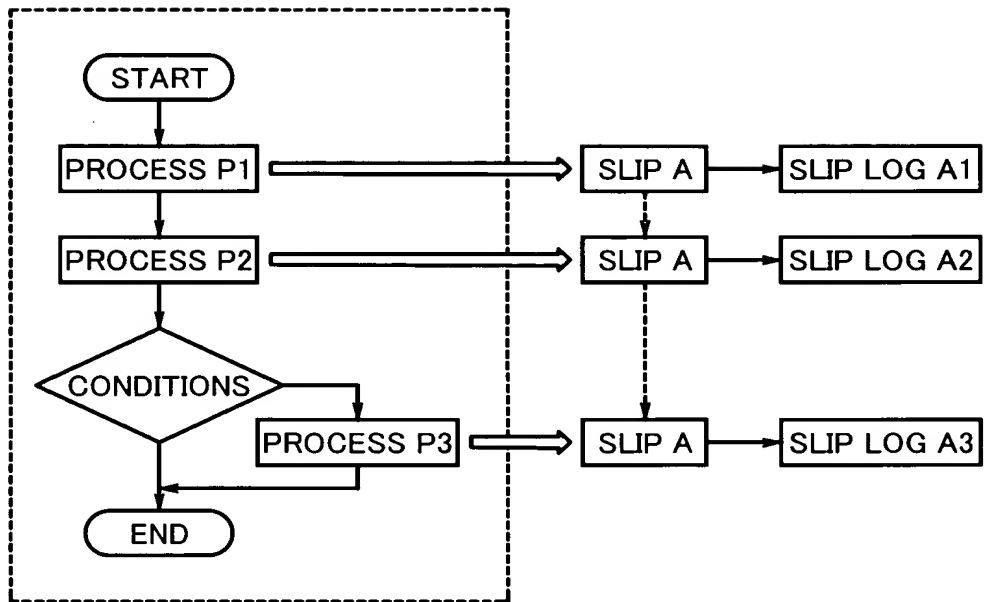 START
PROCESS P1
SLIP A
SLIP LOG A1
PROCESS P2
SLIP A
SLIP LOG A2
CONDITIONS
PROCESS P3
SLIP A
SLIP LOG A3
END